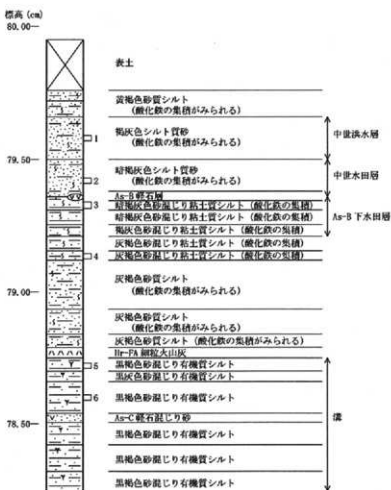 標高 (cm)
80.00
表土
黄褐色砂質シルト
(酸化鉄の集積がみられる)
褐灰色シルト質砂
(酸化鉄の集積がみられる)
中世洪水層
1
79.50
暗褐灰色シルト質砂
(酸化鉄の集積がみられる)
中世水田層
2
As-B 軽石層
3
暗褐灰色砂混じり粘土質シルト (酸化鉄の集積)
暗褐灰色砂混じり粘土質シルト (酸化鉄の集積)
As-B 下水田層
褐灰色砂混じり粘土質シルト (酸化鉄の集積)
灰褐色砂混じり粘土質シルト (酸化鉄の集積)
4
灰褐色砂混じり粘土質シルト (酸化鉄の集積)
灰褐色砂質シルト
(酸化鉄の集積がみられる)
79.00
灰褐色砂質シルト
(酸化鉄の集積がみられる)
灰褐色砂質シルト (酸化鉄の集積がみられる)
Hr-FA 細粒火山灰
5
黒褐色砂混じり有機質シルト
黒灰色砂混じり有機質シルト
6
黒褐色砂混じり有機質シルト
78.50
As-C 軽石混じり砂
溝
黒褐色砂混じり有機質シルト
黒褐色砂混じり有機質シルト
黒褐色砂混じり有機質シルト
黒褐色砂混じり有機質シルト